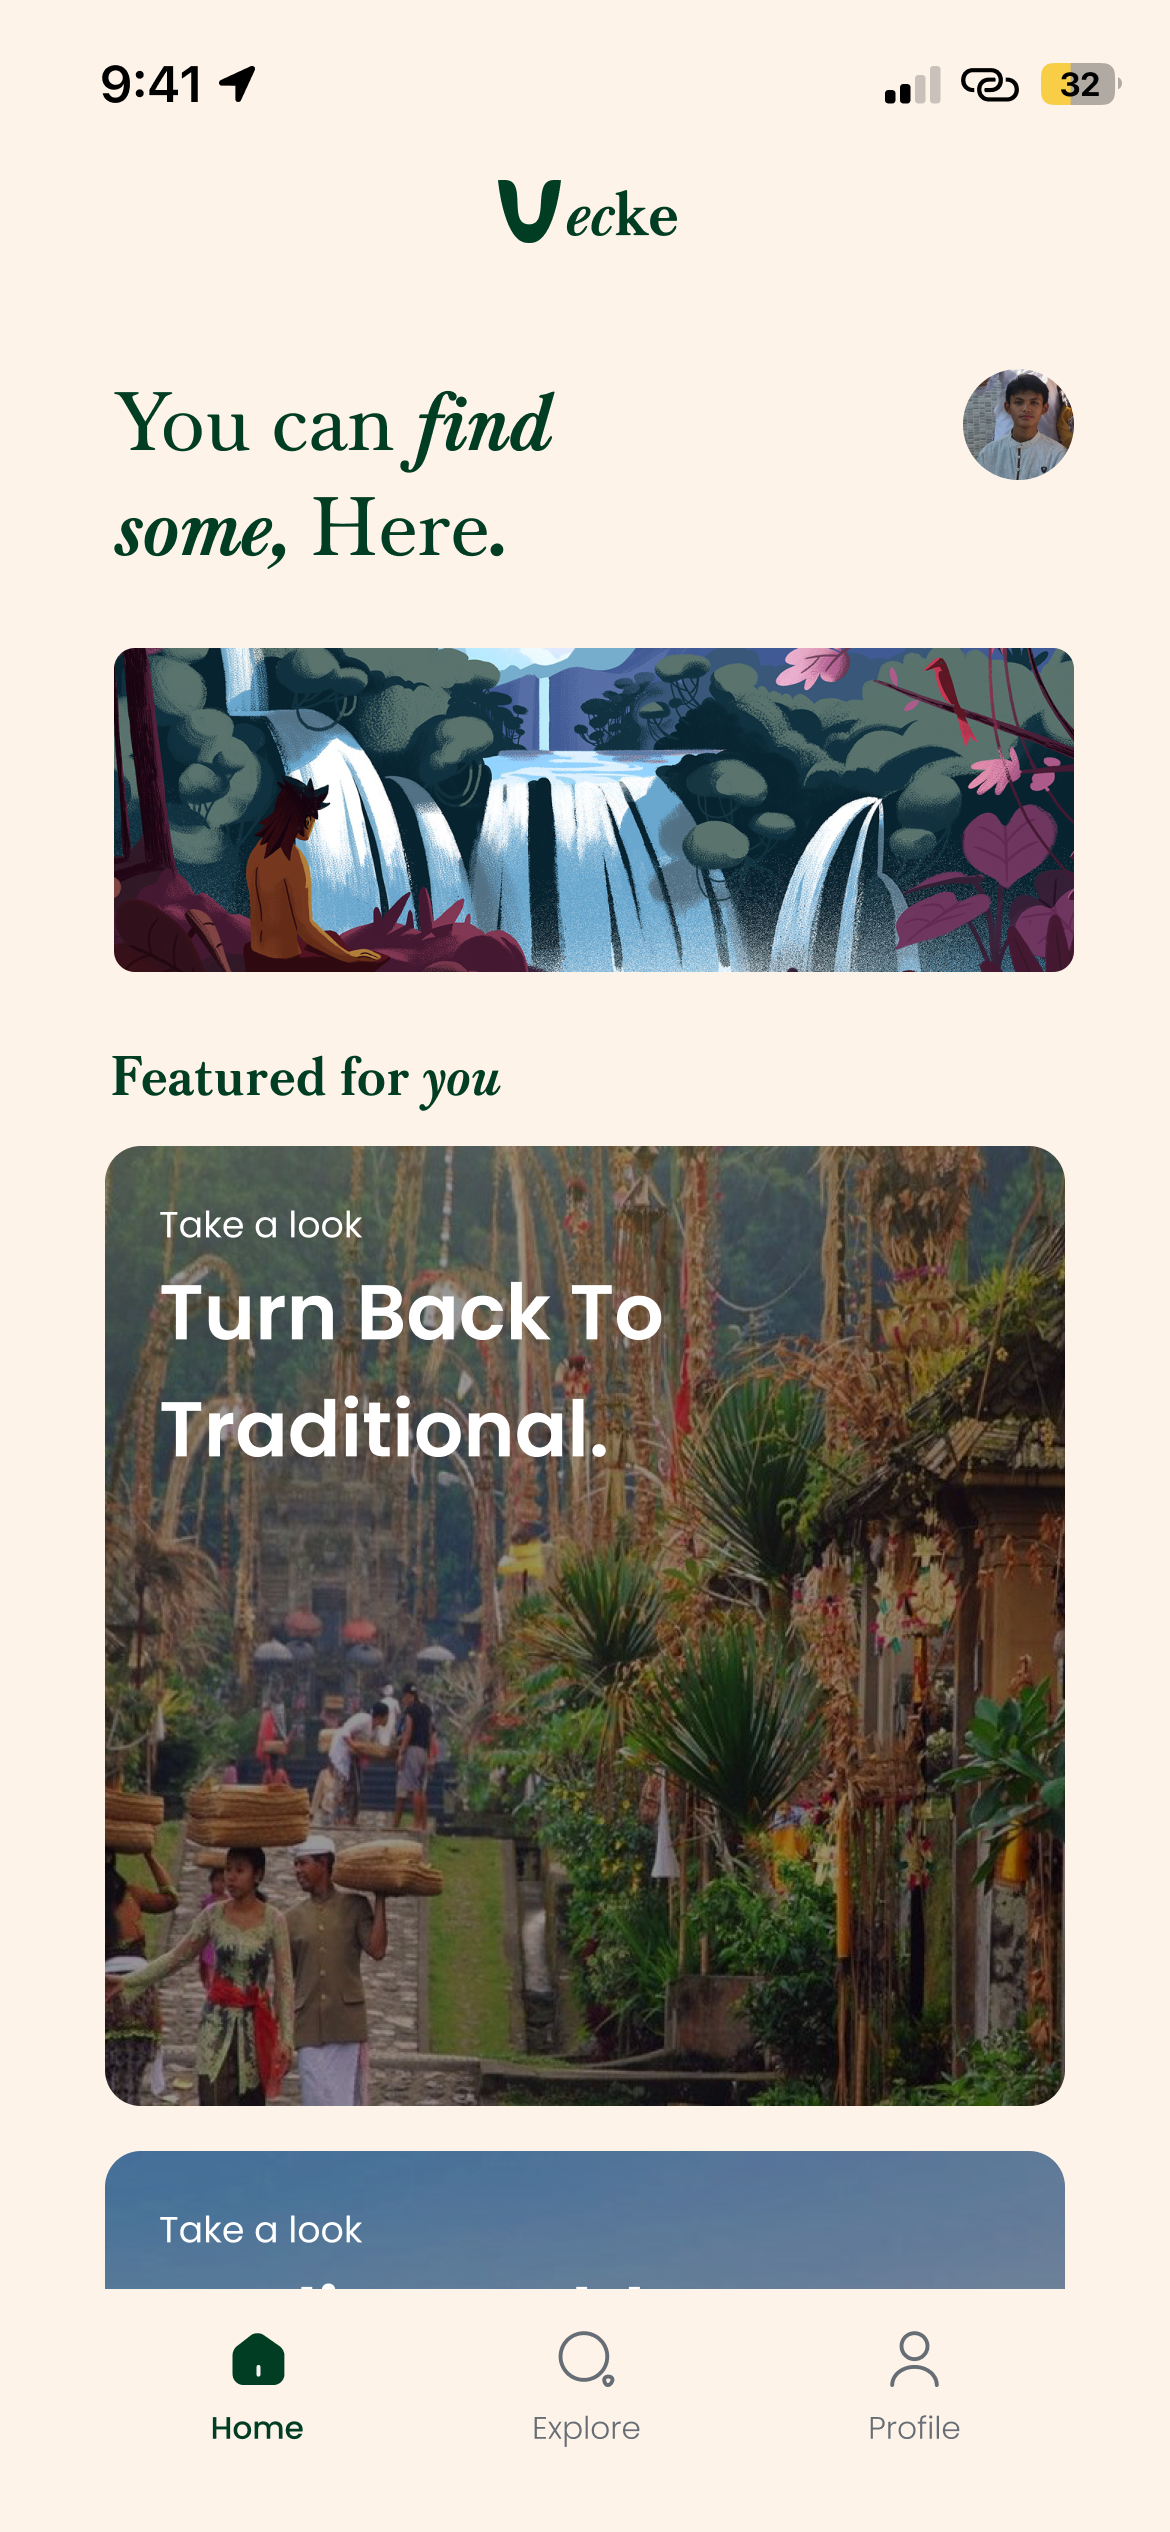 9:41
32
Vecke
You can find
some, Here.
Featured for you
Take a look
Turn Back To
Traditional.
Take a look
Home
Explore
Profile